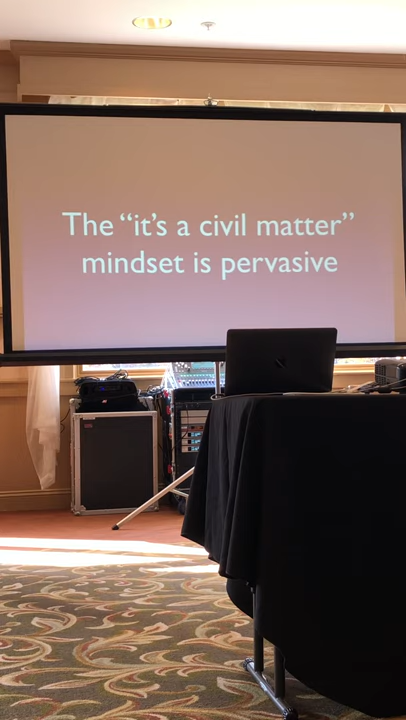 The “it’s a civil matter”
mindset is pervasive